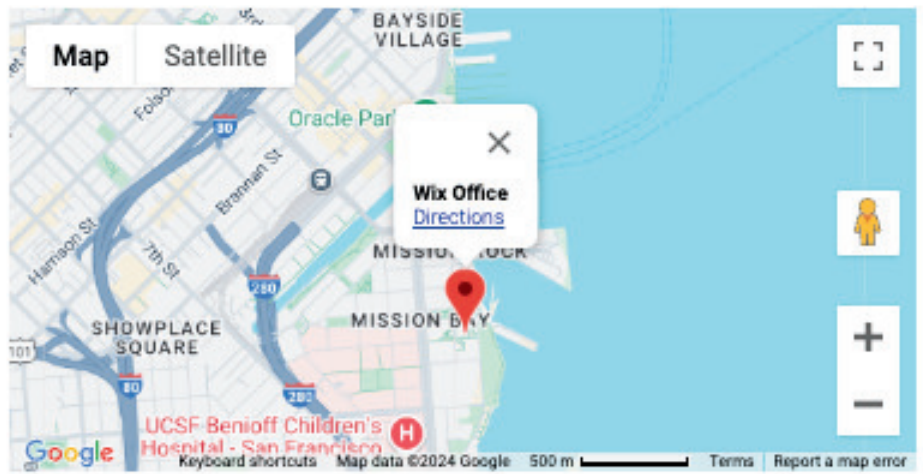 BAYSIDE
VILLAGE
Map
Satellite
80
Oracle Par
Brannan St
Wix Office
Directions
Harrison St
7th St
280
MISSION BAY
SHOWPLACE
SQUARE
101
80
280
UCSF Benioff Children's
Hospital - San Francisco
H
Google
Keyboard shortcuts
Map data ©2024 Google
500 m
Terms
Report a map error